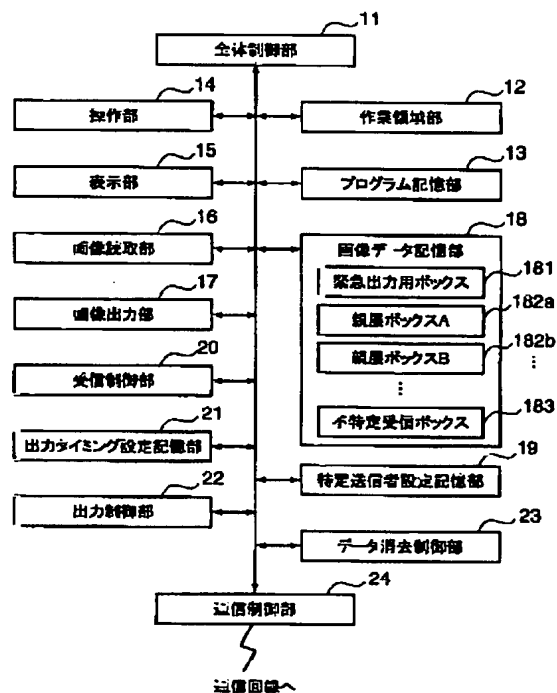 11
全体制御部
14
操作部
12
作業領域部
15
表示部
13
プログラム記憶部
16
画像読取部
18
画像データ記憶部
緊急出力用ボックス
181
親展ボックスA
182a
親展ボックスB
182b
⋮
…
不特定受信ボックス
183
17
画像出力部
20
受信制御部
21
出力タイミング設定記憶部
19
特定送信者設定記憶部
22
出力制御部
23
データ消去制御部
24
通信制御部
通信回線へ